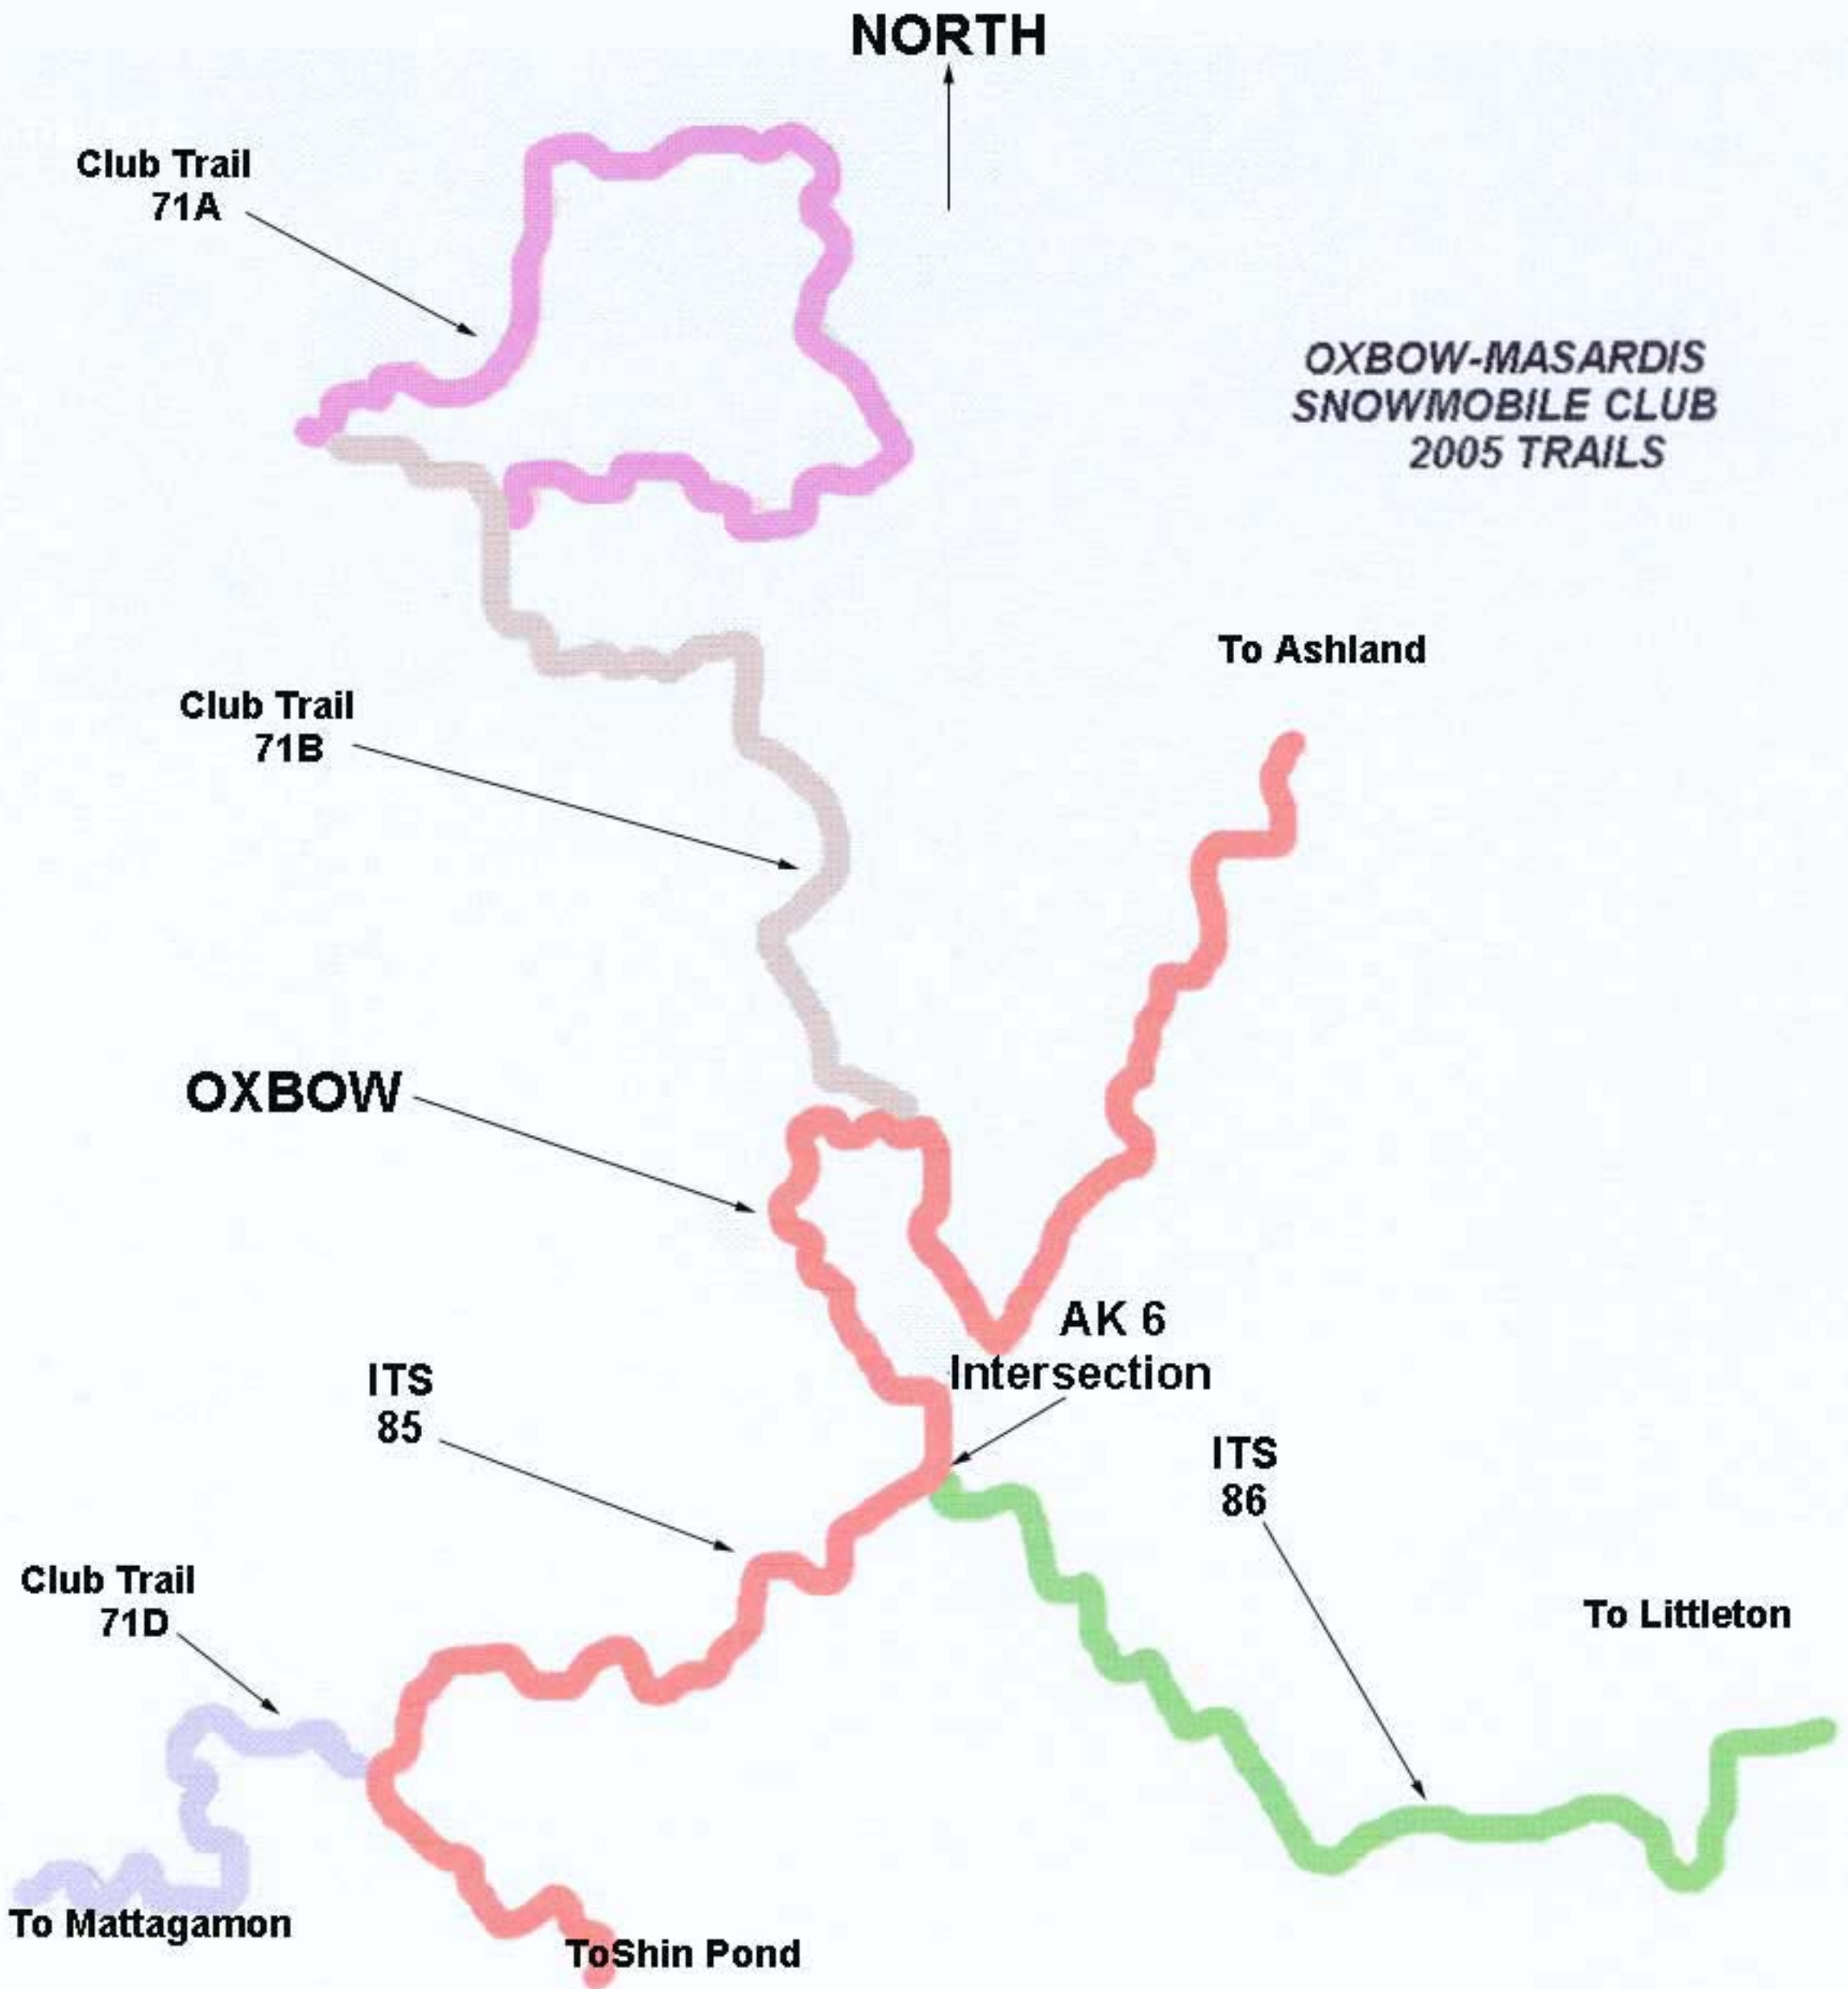 NORTH
Club Trail
71A
OXBOW-MASARDIS
SNOWMOBILE CLUB
2005 TRAILS
To Ashland
Club Trail
71B
OXBOW
AK 6
Intersection
ITS
85
ITS
86
Club Trail
71D
To Littleton
To Mattagamon
ToShin Pond